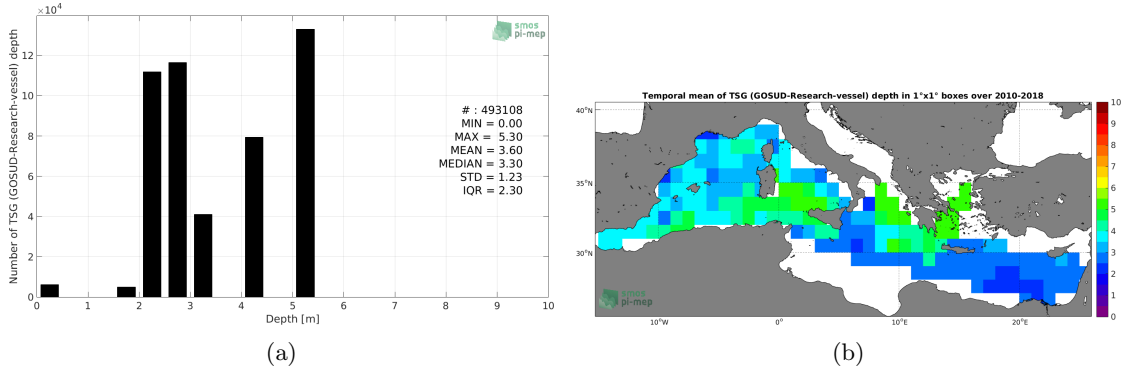 ×10⁴
smos
pi-mep
12
10
8
6
4
2
0
Number of TSG (GOSUD-Research-vessel) depth
# : 493108
MIN = 0.00
MAX = 5.30
MEAN = 3.60
MEDIAN = 3.30
STD = 1.23
IQR = 2.30
0 1 2 3 4 5 6 7 8 9 10
Depth [m]
(a)
Temporal mean of TSG (GOSUD-Research-vessel) depth in 1°x1° boxes over 2010-2018
40°N
35°N
30°N
10°W 0° 10°E 20°E
10
9
8
7
6
5
4
3
2
1
0
smos
pi-mep
(b)